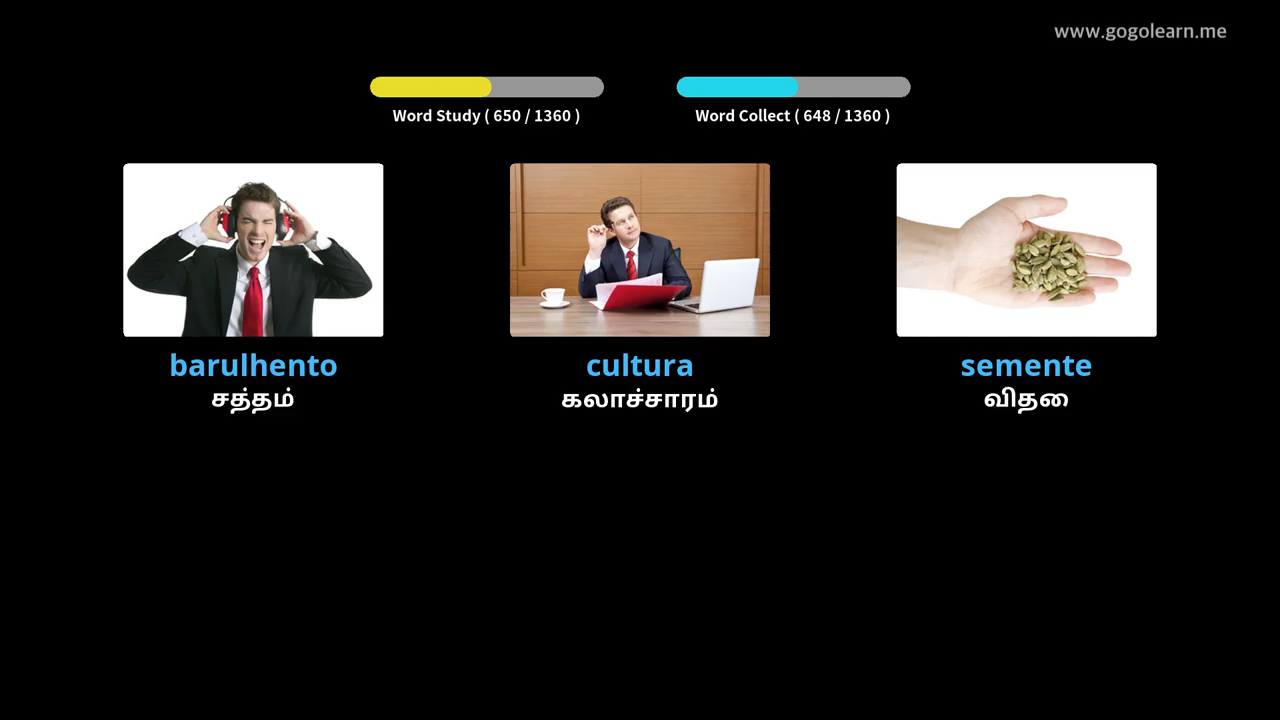 www.gogolearn.me
Word Study ( 650 / 1360 )
Word Collect ( 648 / 1360 )
barulhento
சத்தம்
cultura
கலாச்சாரம்
semente
விதை